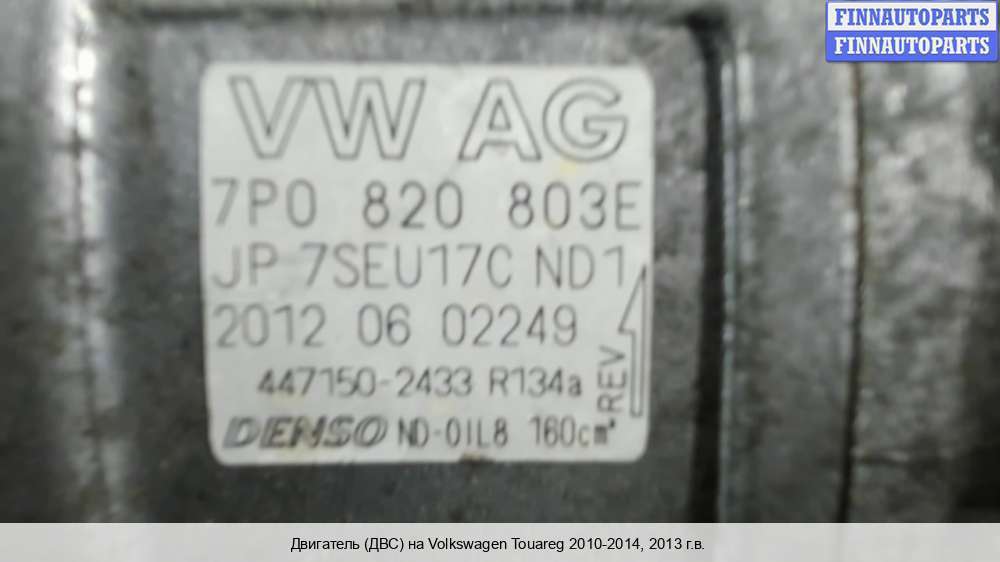 FINNAUTOPARTS
FINNAUTOPARTS
VW AG
7P0 820 803E
JP 7SEU17C ND1
2012 06 02249
447150-2433 R134a
REV
DENSO ND-OIL8 160cm³
Двигатель (ДВС) на Volkswagen Touareg 2010-2014, 2013 г.в.